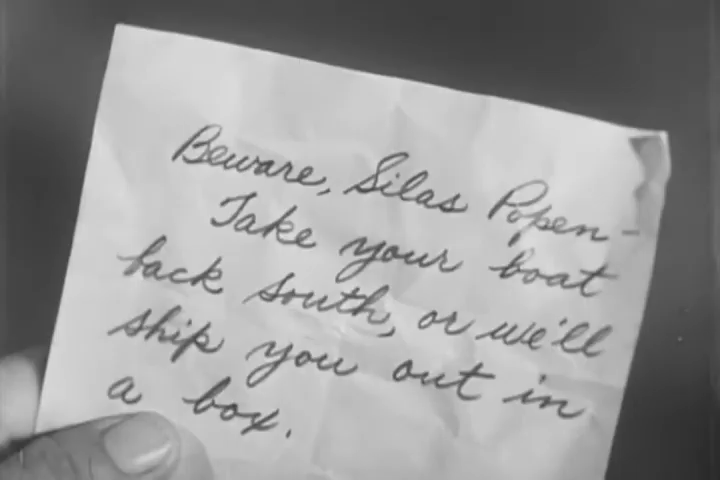 Beware, Silas Popen-
Take your boat
back south, or we'll
ship you out in
a box.